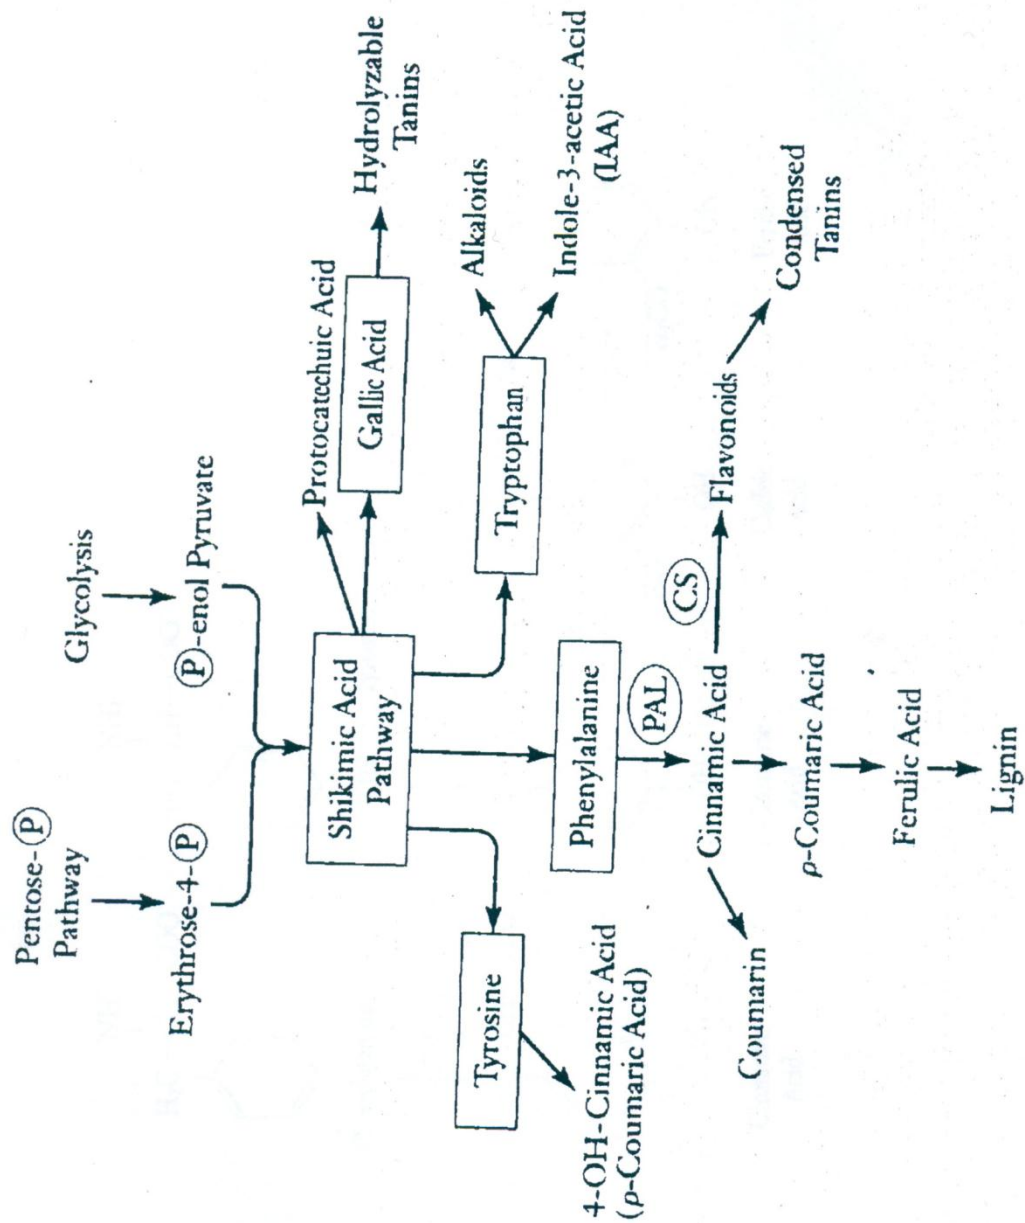 Pentose-P
Pathway
Glycolysis
Erythrose-4-P
P-enol Pyruvate
Shikimic Acid
Pathway
Protocatechuic Acid
Gallic Acid
Hydrolyzable
Tanins
Tyrosine
4-OH-Cinnamic Acid
(ρ-Coumaric Acid)
Phenylalanine
PAL
Tryptophan
Alkaloids
Indole-3-acetic Acid
(IAA)
Cinnamic Acid
CS
Flavonoids
Condensed
Tanins
Coumarin
ρ-Coumaric Acid
Ferulic Acid
Lignin